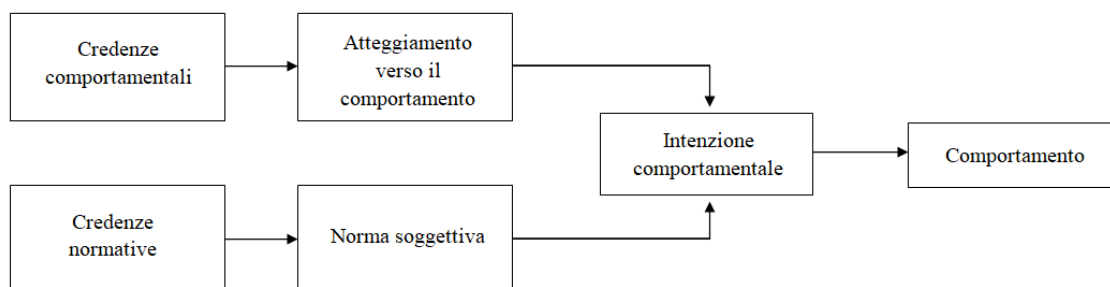 Credenze
comportamentali
Atteggiamento
verso il
comportamento
Intenzione
comportamentale
Comportamento
Credenze
normative
Norma soggettiva